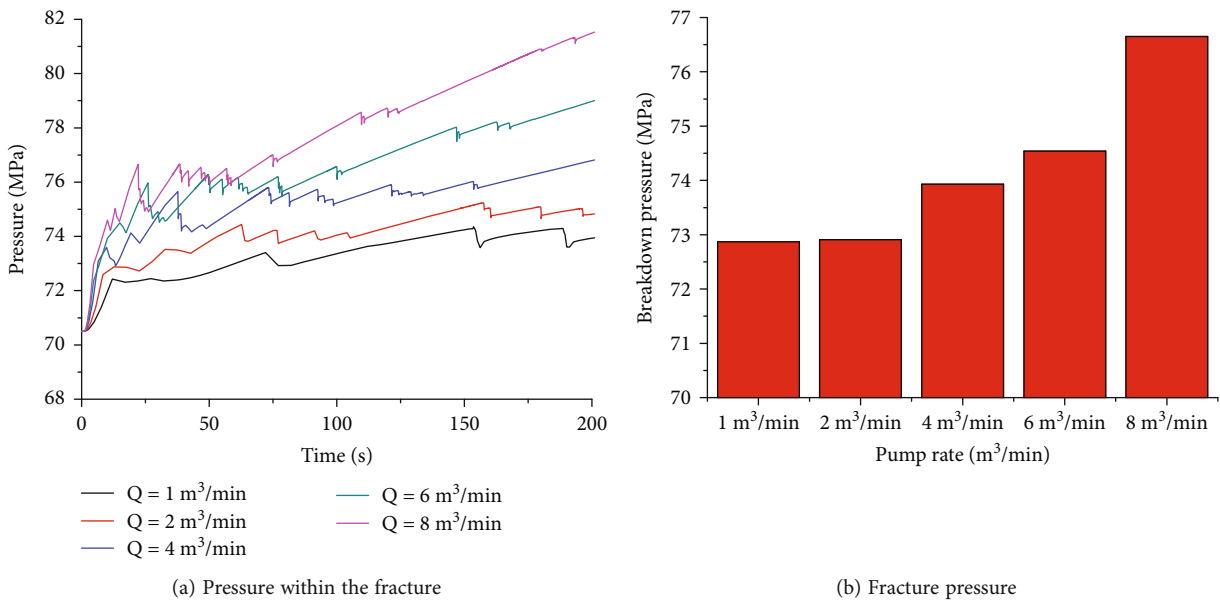 82
80
78
76
74
72
70
68
Pressure (MPa)
0
50
100
150
200
Time (s)
Q = 1 m³/min
Q = 2 m³/min
Q = 4 m³/min
Q = 6 m³/min
Q = 8 m³/min
(a) Pressure within the fracture
77
76
75
74
73
72
71
70
Breakdown pressure (MPa)
1 m³/min
2 m³/min
4 m³/min
6 m³/min
8 m³/min
Pump rate (m³/min)
(b) Fracture pressure